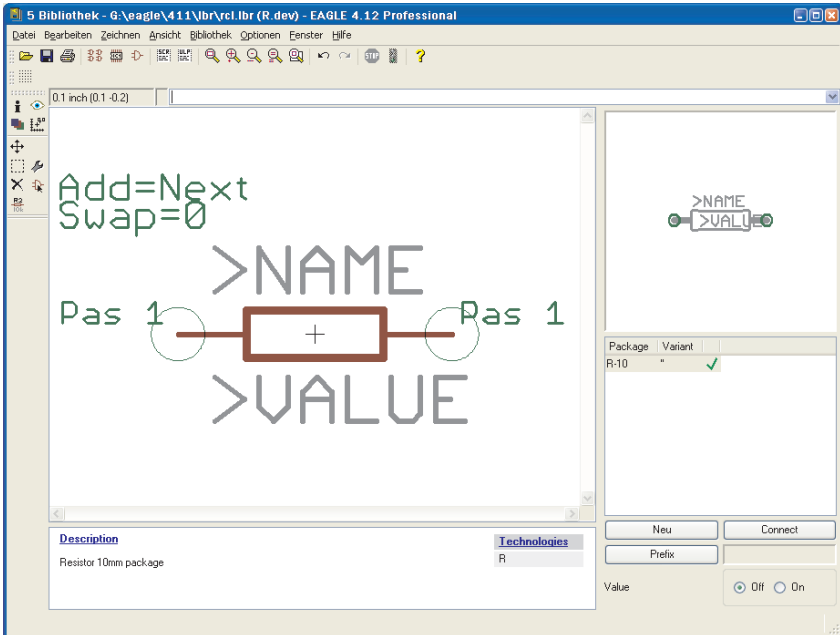 5 Bibliothek - G:\eagle\411\lbr\rcl.lbr (R.dev) - EAGLE 4.12 Professional
Datei Bearbeiten Zeichnen Ansicht Bibliothek Optionen Fenster Hilfe
0.1 inch (0.1 -0.2)
Add=Next
Swap=0
>NAME
Pas 1
Pas 1
>VALUE
>NAME
>VALUE
Package Variant
R-10 "
Neu Connect
Prefix
Value Off On
Description
Resistor 10mm package
Technologies
R